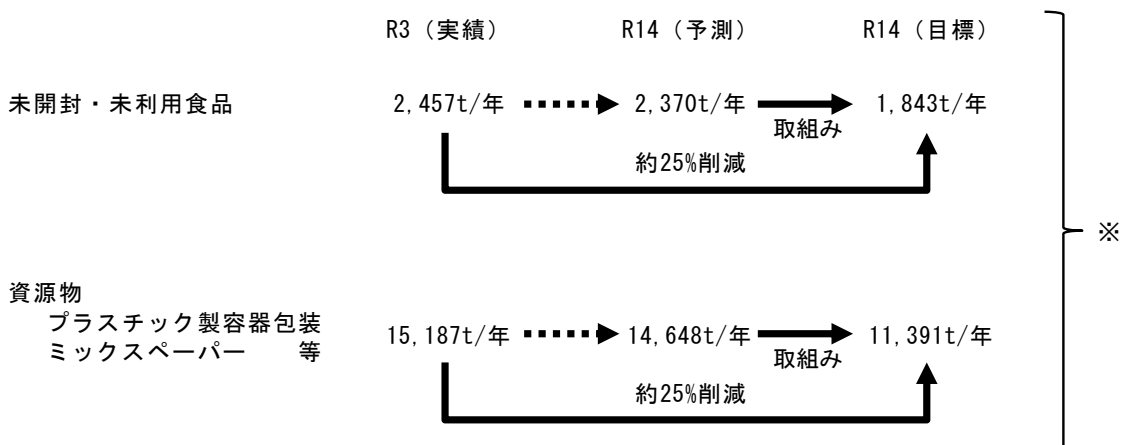 R3（実績） R14（予測） R14（目標）
未開封・未利用食品 2,457t/年 2,370t/年 1,843t/年
取組み
約25%削減
※
資源物
プラスチック製容器包装
ミックスペーパー 等
15,187t/年 14,648t/年 11,391t/年
取組み
約25%削減